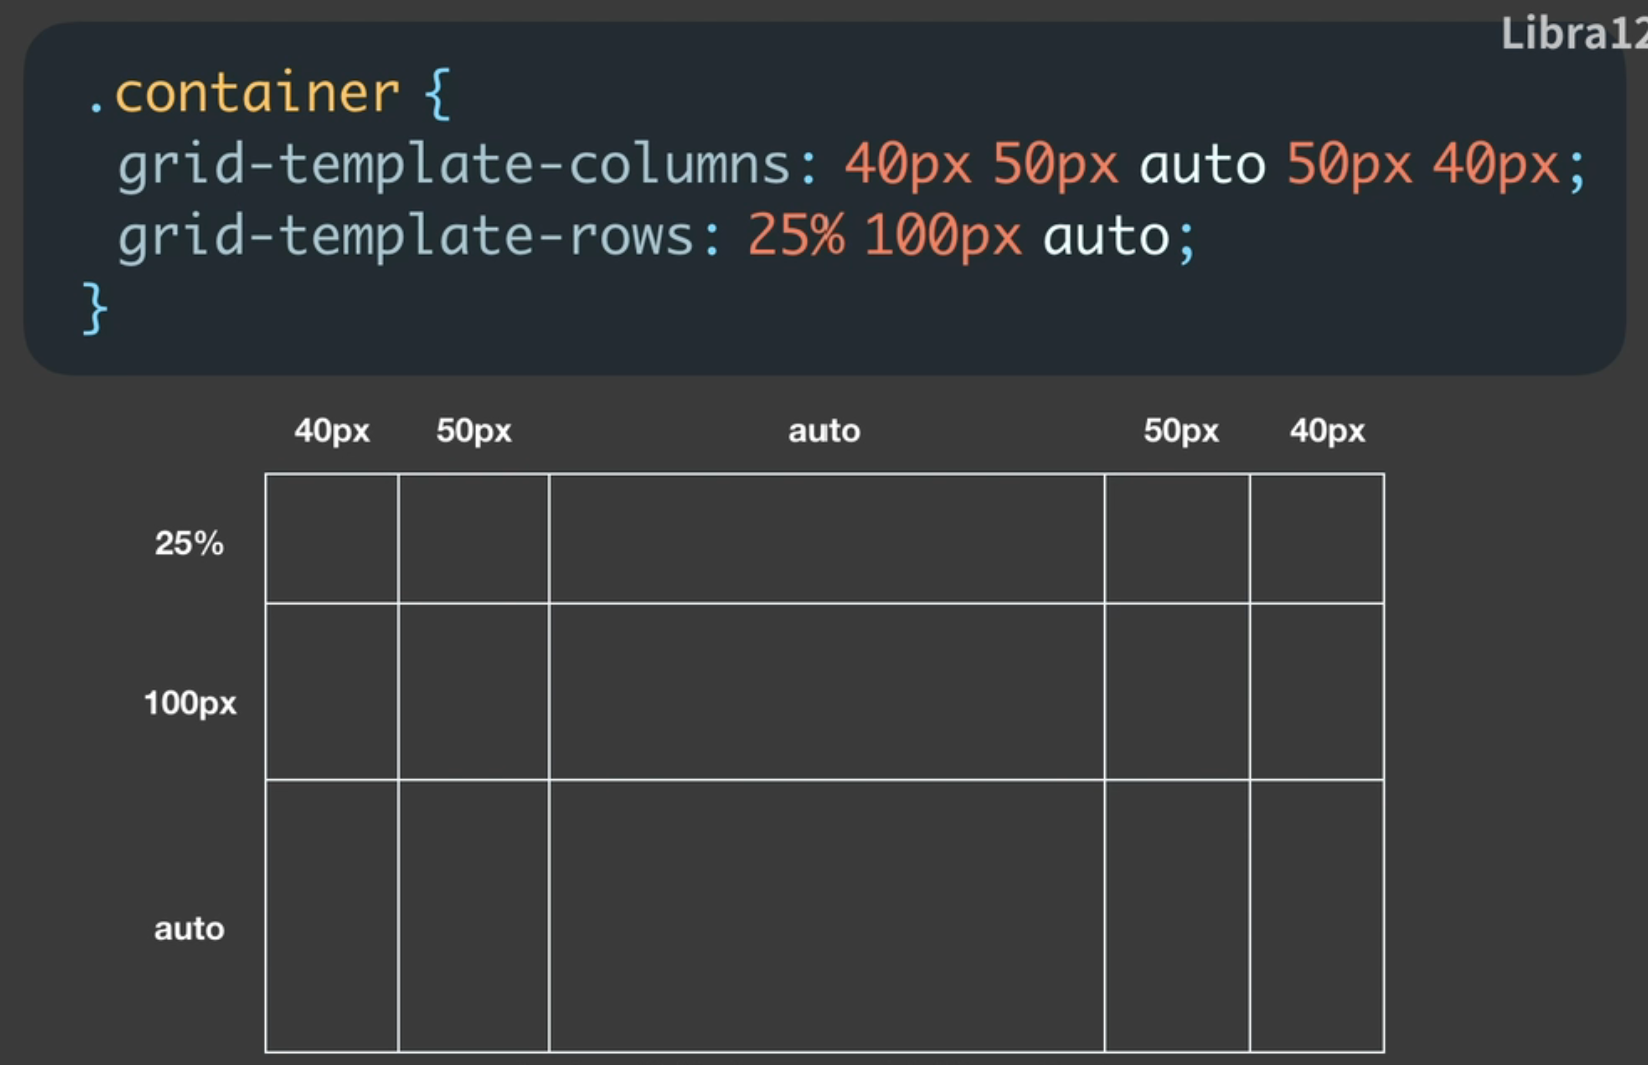 Libra12
.container {
grid-template-columns: 40px 50px auto 50px 40px;
grid-template-rows: 25% 100px auto;
}
40px 50px auto 50px 40px
25%
100px
auto